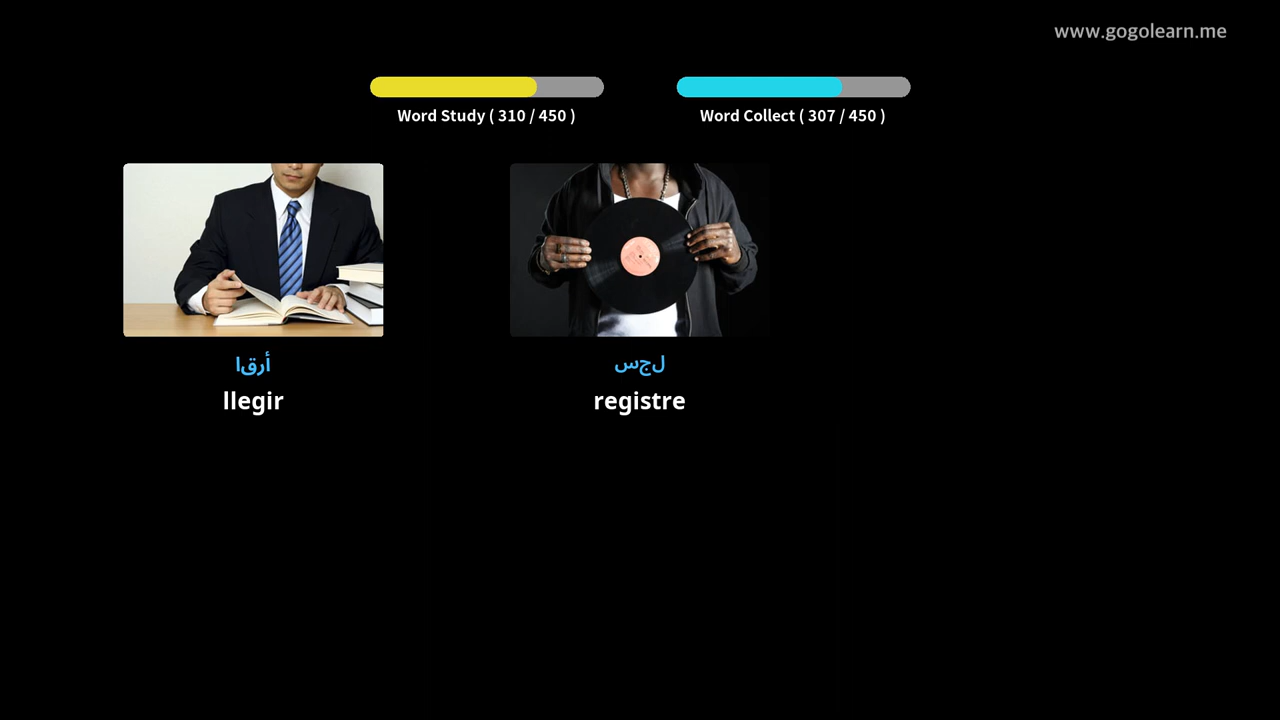 www.gogolearn.me
Word Study ( 310 / 450 )
Word Collect ( 307 / 450 )
أرقا
لجس
llegir
registre